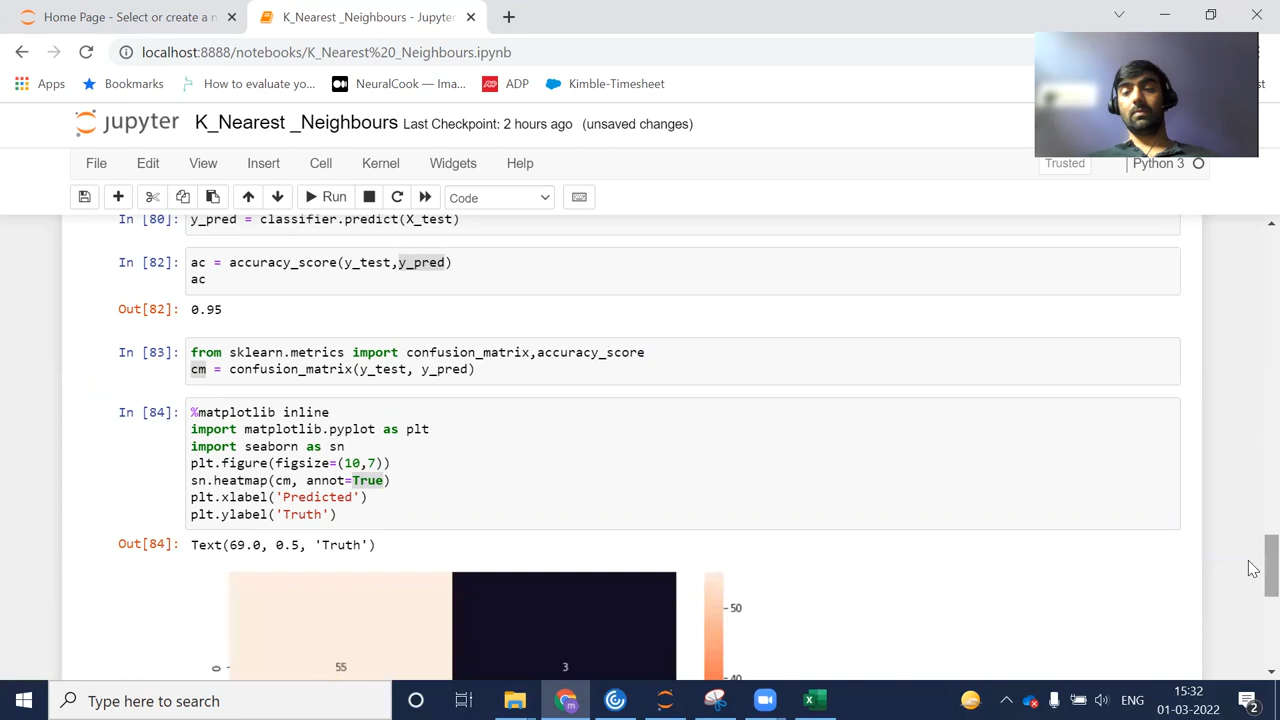 Home Page - Select or create a n
K_Nearest _Neighbours - Jupyter
localhost:8888/notebooks/K_Nearest%20_Neighbours.ipynb
Apps
Bookmarks
How to evaluate yo...
NeuralCook — Ima...
ADP
Kimble-Timesheet
jupyter K_Nearest _Neighbours Last Checkpoint: 2 hours ago (unsaved changes)
File Edit View Insert Cell Kernel Widgets Help
Trusted
Python 3
Run
Code
In [80]: y_pred = classifier.predict(X_test)
In [82]: ac = accuracy_score(y_test,y_pred)
ac
Out[82]: 0.95
In [83]: from sklearn.metrics import confusion_matrix,accuracy_score
cm = confusion_matrix(y_test, y_pred)
In [84]: %matplotlib inline
import matplotlib.pyplot as plt
import seaborn as sn
plt.figure(figsize=(10,7))
sn.heatmap(cm, annot=True)
plt.xlabel('Predicted')
plt.ylabel('Truth')
Out[84]: Text(69.0, 0.5, 'Truth')
50
0
55
3
40
Type here to search
ENG
15:32
01-03-2022
2